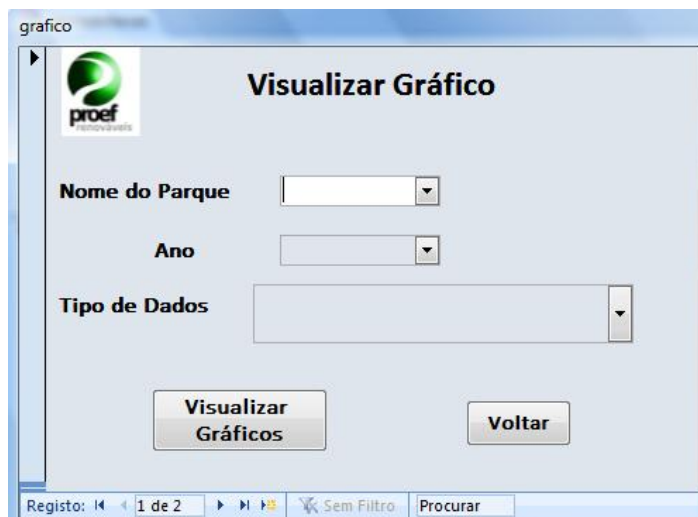 grafico
proef
renováveis
Visualizar Gráfico
Nome do Parque
Ano
Tipo de Dados
Visualizar
Gráficos
Voltar
Registo: 1 de 2 Sem Filtro Procurar